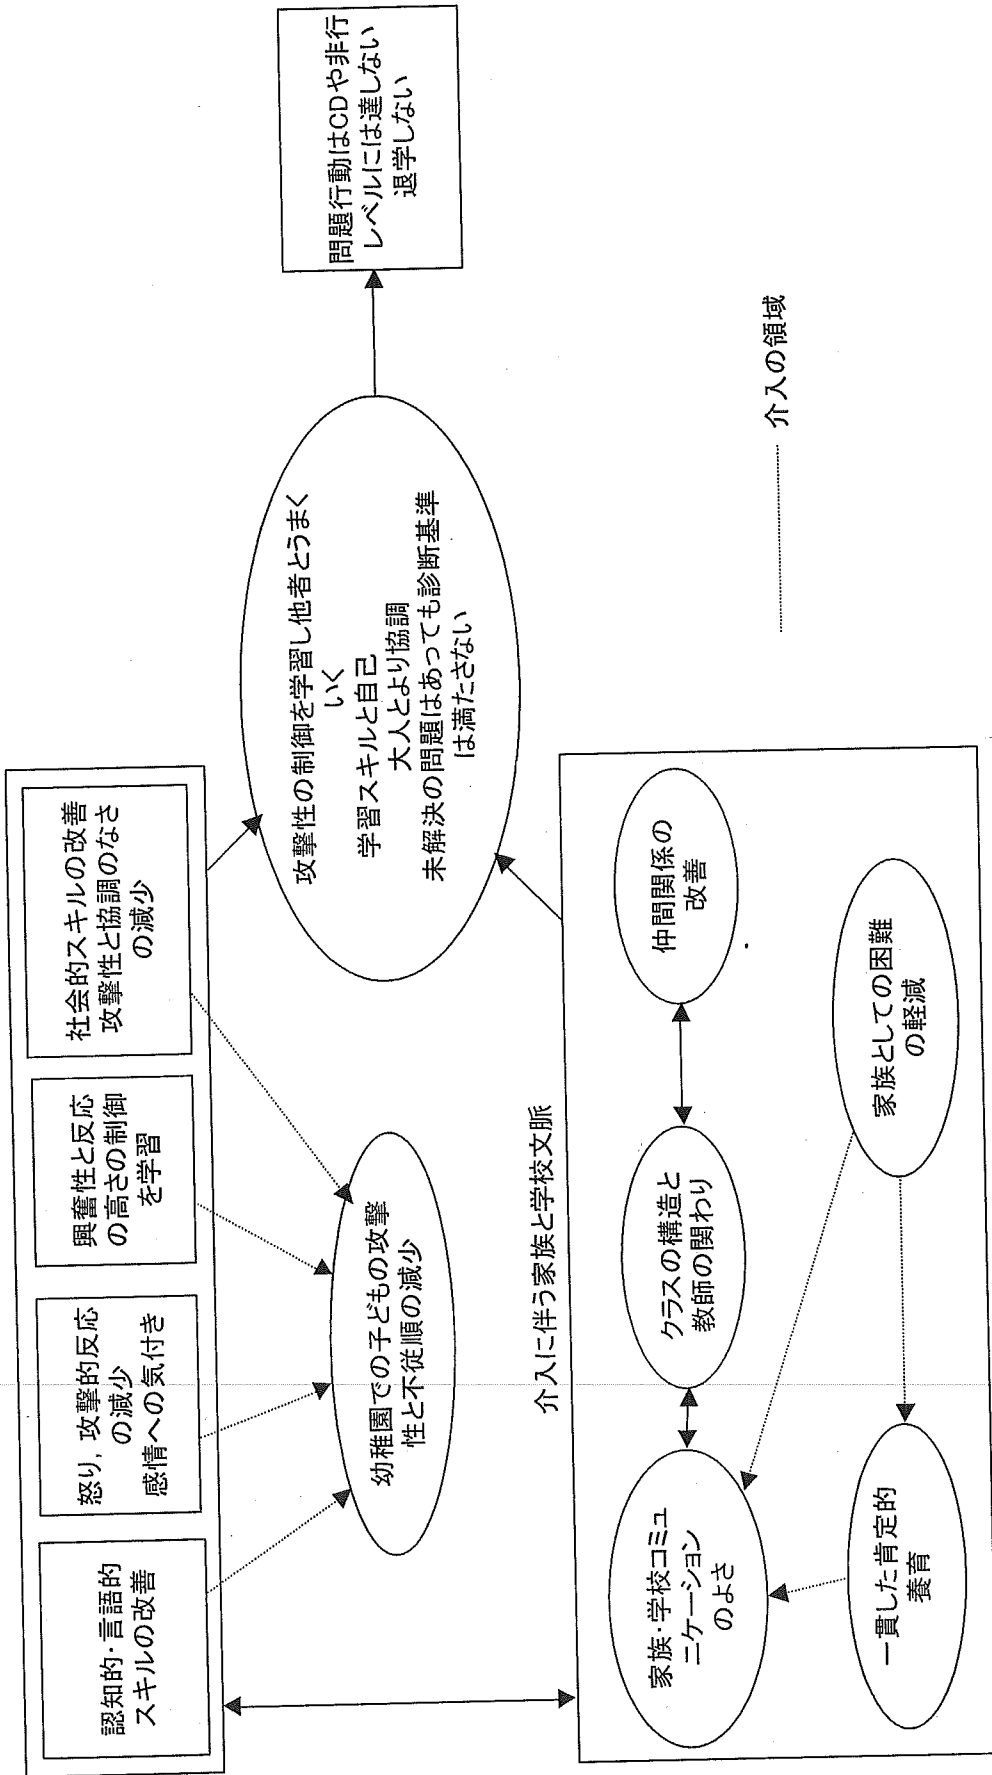 認知的・言語的
スキルの改善
怒り，攻撃的反応
の減少
感情への気付き
興奮性と反応
の高さの制御
を学習
社会的スキルの改善
攻撃性と協調のなさ
の減少
幼稚園での子どもの攻撃
性と不従順の減少
攻撃性の制御を学習し他者とうまく
いく
学習スキルと自己
大人とより協調
未解決の問題はあっても診断基準
は満たさない
問題行動はCDや非行
レベルには達しない
退学しない
介入に伴う家族と学校文脈
家族・学校コミュ
ニケーション
のよさ
クラスの構造と
教師の関わり
仲間関係の
改善
一貫した肯定的
養育
家族としての困難
の軽減
介入の領域